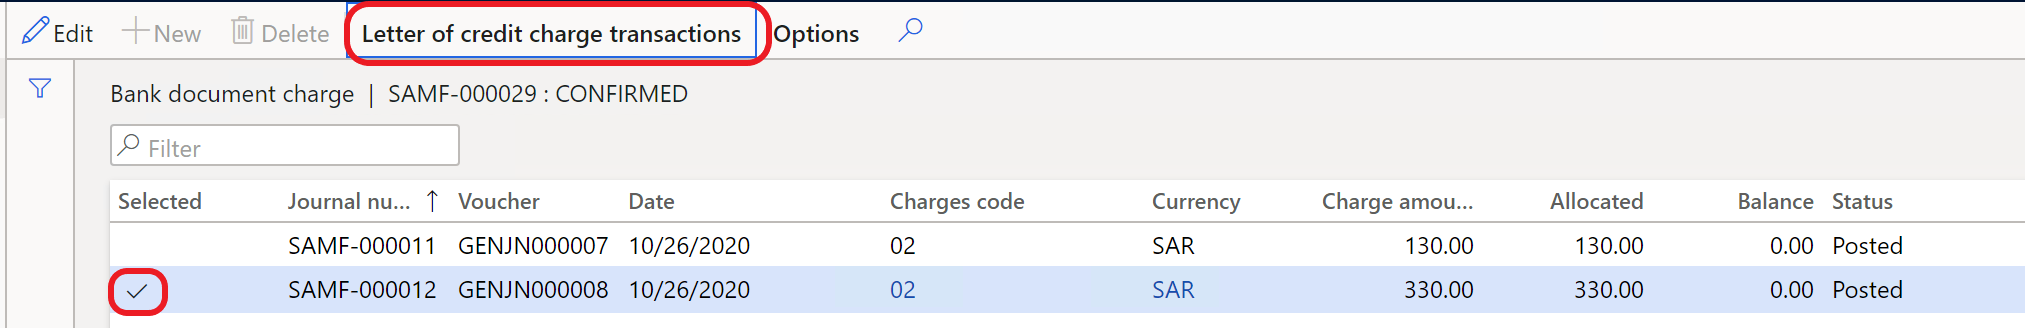 Edit New Delete Letter of credit charge transactions Options
Bank document charge | SAMF-000029 : CONFIRMED
Filter
Selected Journal nu... Voucher Date Charges code Currency Charge amou... Allocated Balance Status
SAMF-000011 GENJN000007 10/26/2020 02 SAR 130.00 130.00 0.00 Posted
SAMF-000012 GENJN000008 10/26/2020 02 SAR 330.00 330.00 0.00 Posted